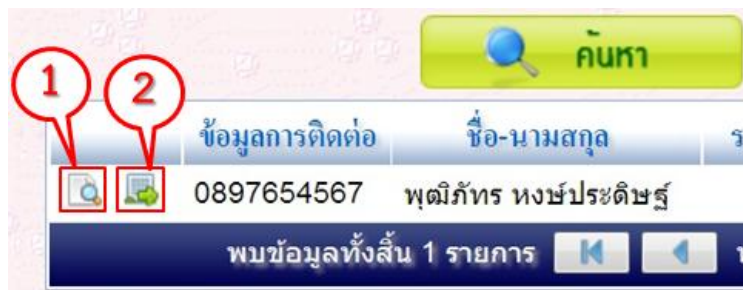 ค้นหา
1 2
ข้อมูลการติดต่อ ชื่อ-นามสกุล
0897654567 พุฒิภัทร หงษ์ประดิษฐ์
พบข้อมูลทั้งสิ้น 1 รายการ